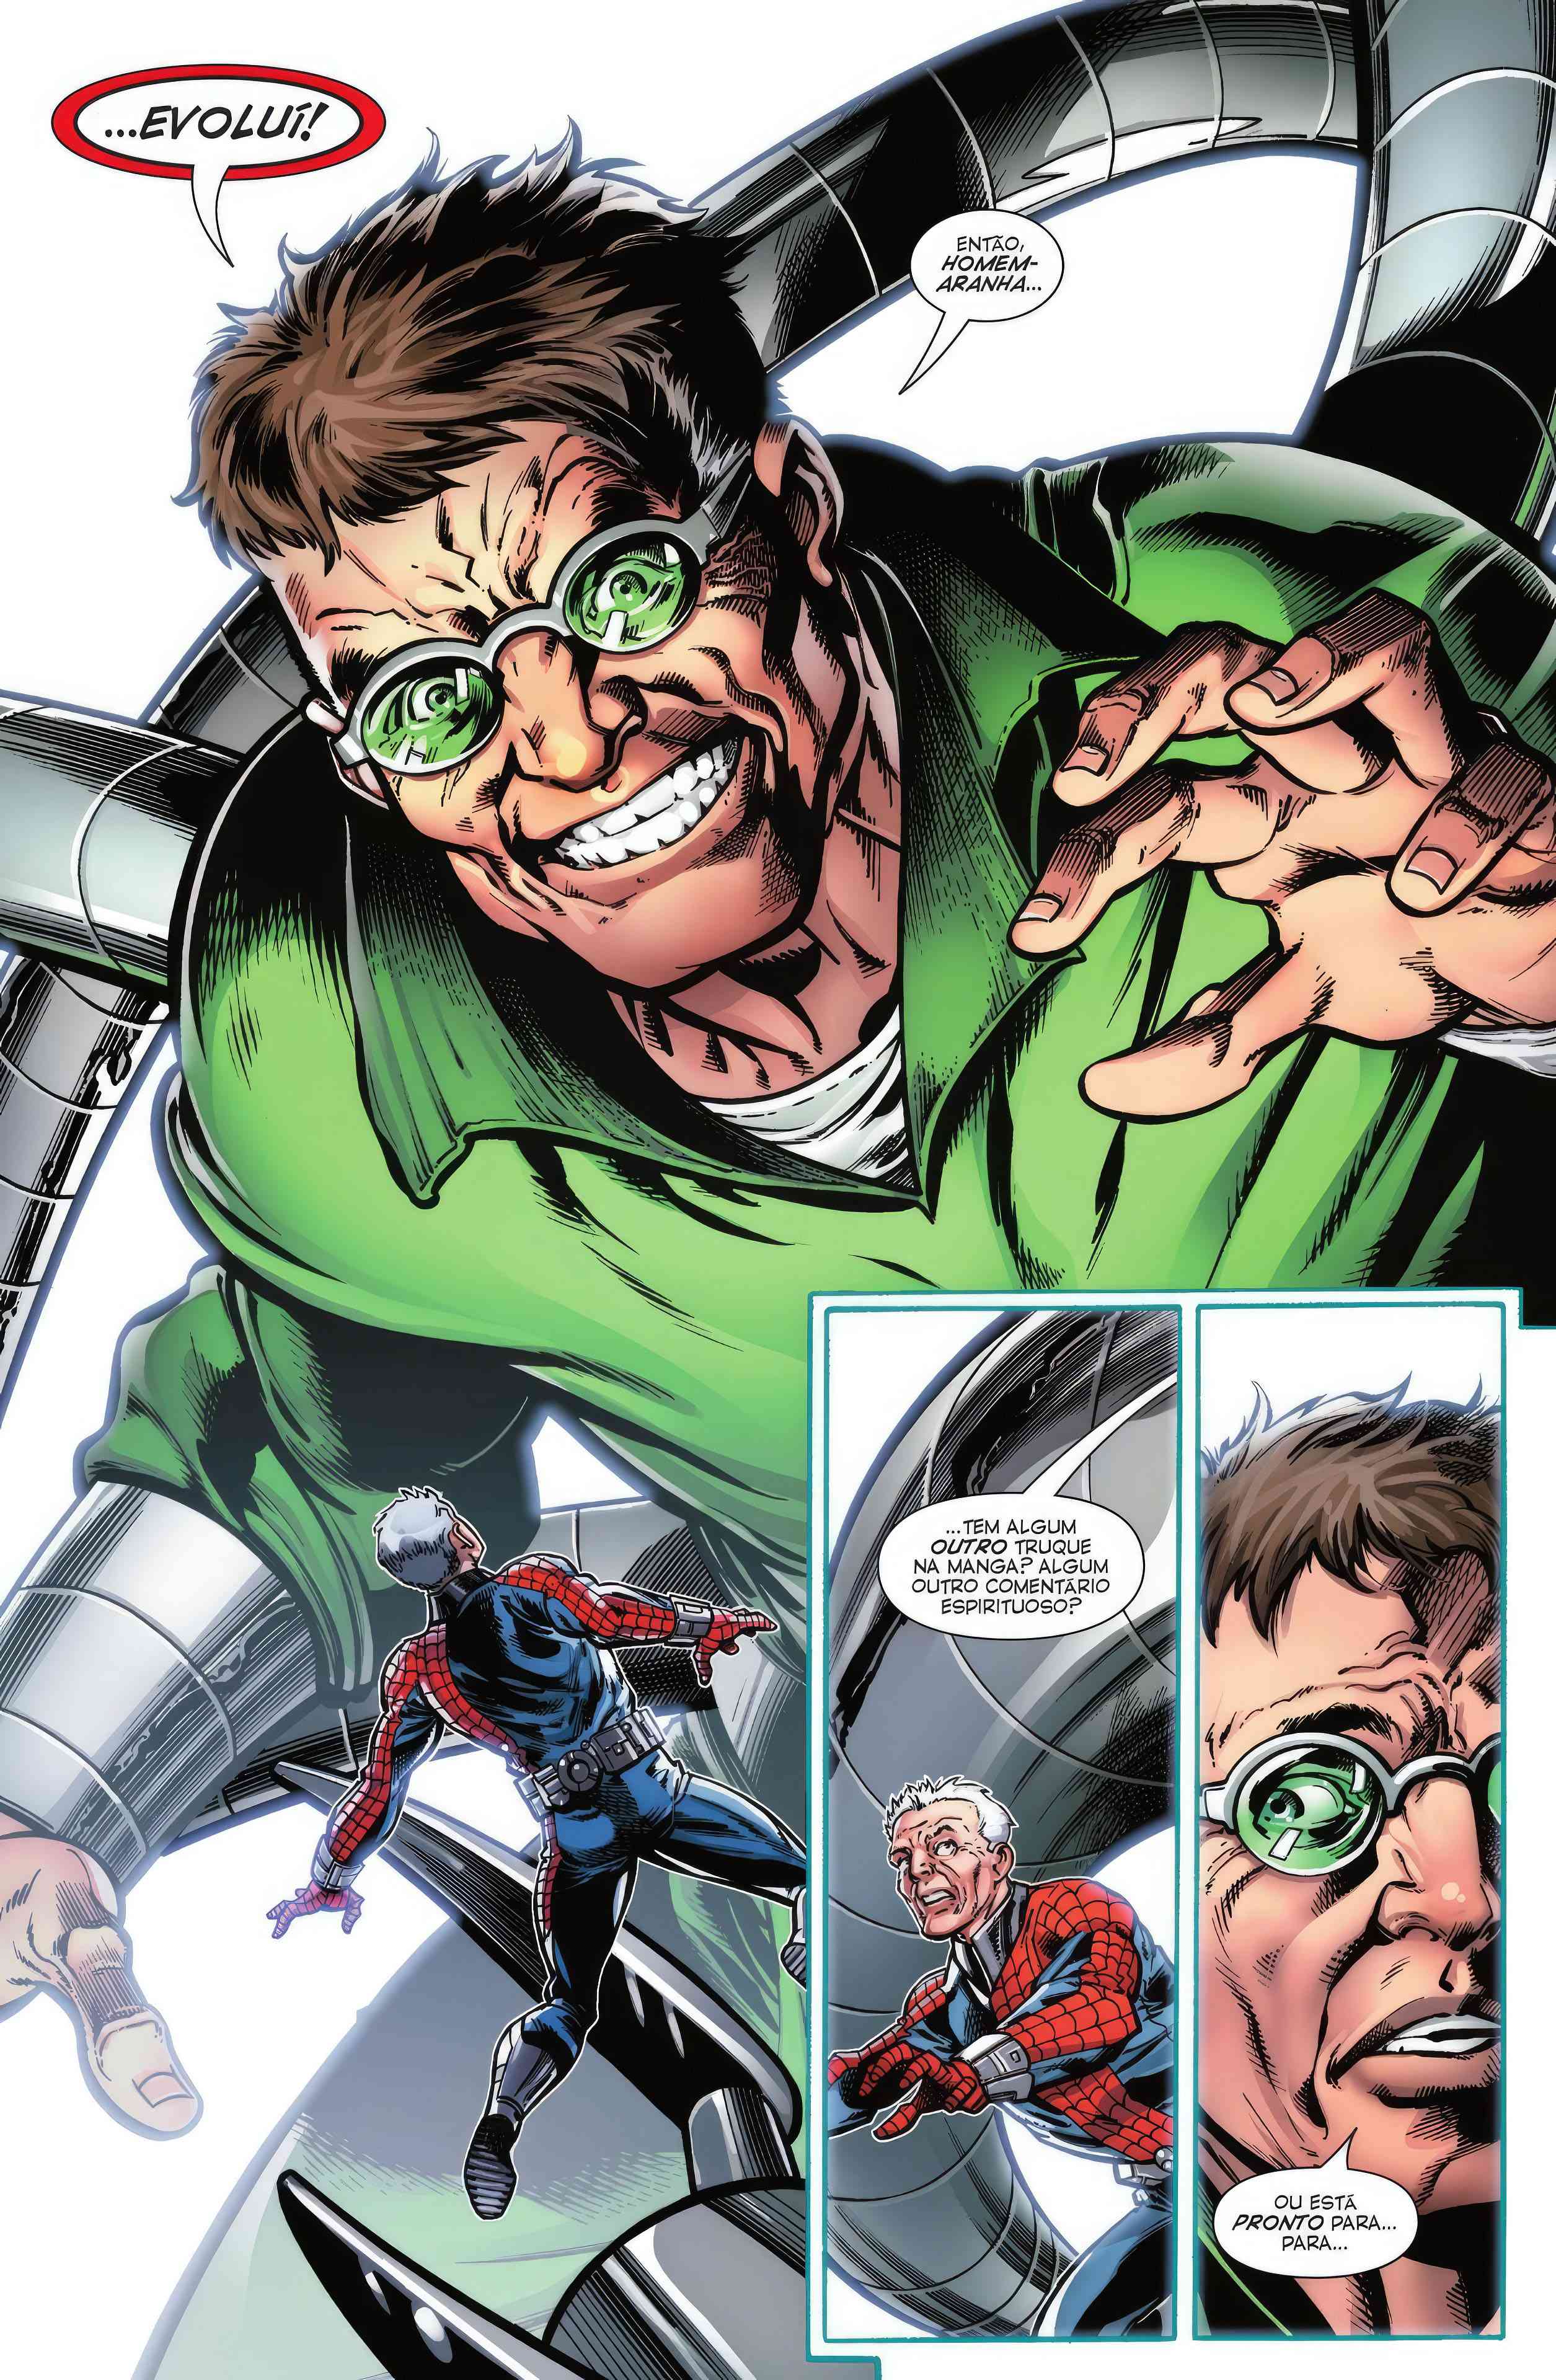 ...EVOLUÍ!
ENTÃO,
HOMEM-
ARANHA...
...TEM ALGUM
OUTRO TRUQUE
NA MANGA? ALGUM
OUTRO COMENTÁRIO
ESPIRITUOSO?
OU ESTÁ
PRONTO PARA...
PARA...